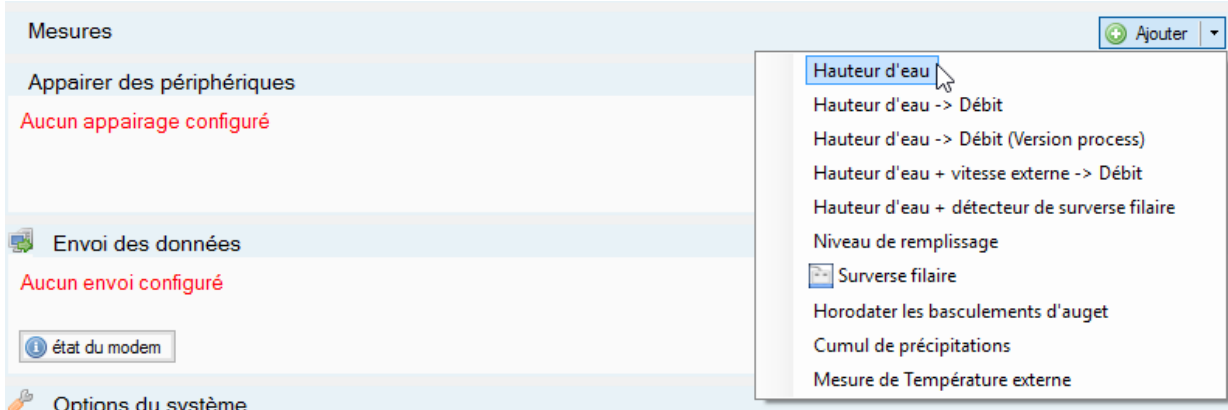 Mesures
Ajouter
Appairer des périphériques
Aucun appairage configuré
Hauteur d'eau
Hauteur d'eau -> Débit
Hauteur d'eau -> Débit (Version process)
Hauteur d'eau + vitesse externe -> Débit
Hauteur d'eau + détecteur de surverse filaire
Niveau de remplissage
Surverse filaire
Horodater les basculements d'auget
Cumul de précipitations
Mesure de Température externe
Envoi des données
Aucun envoi configuré
état du modem
Options du système